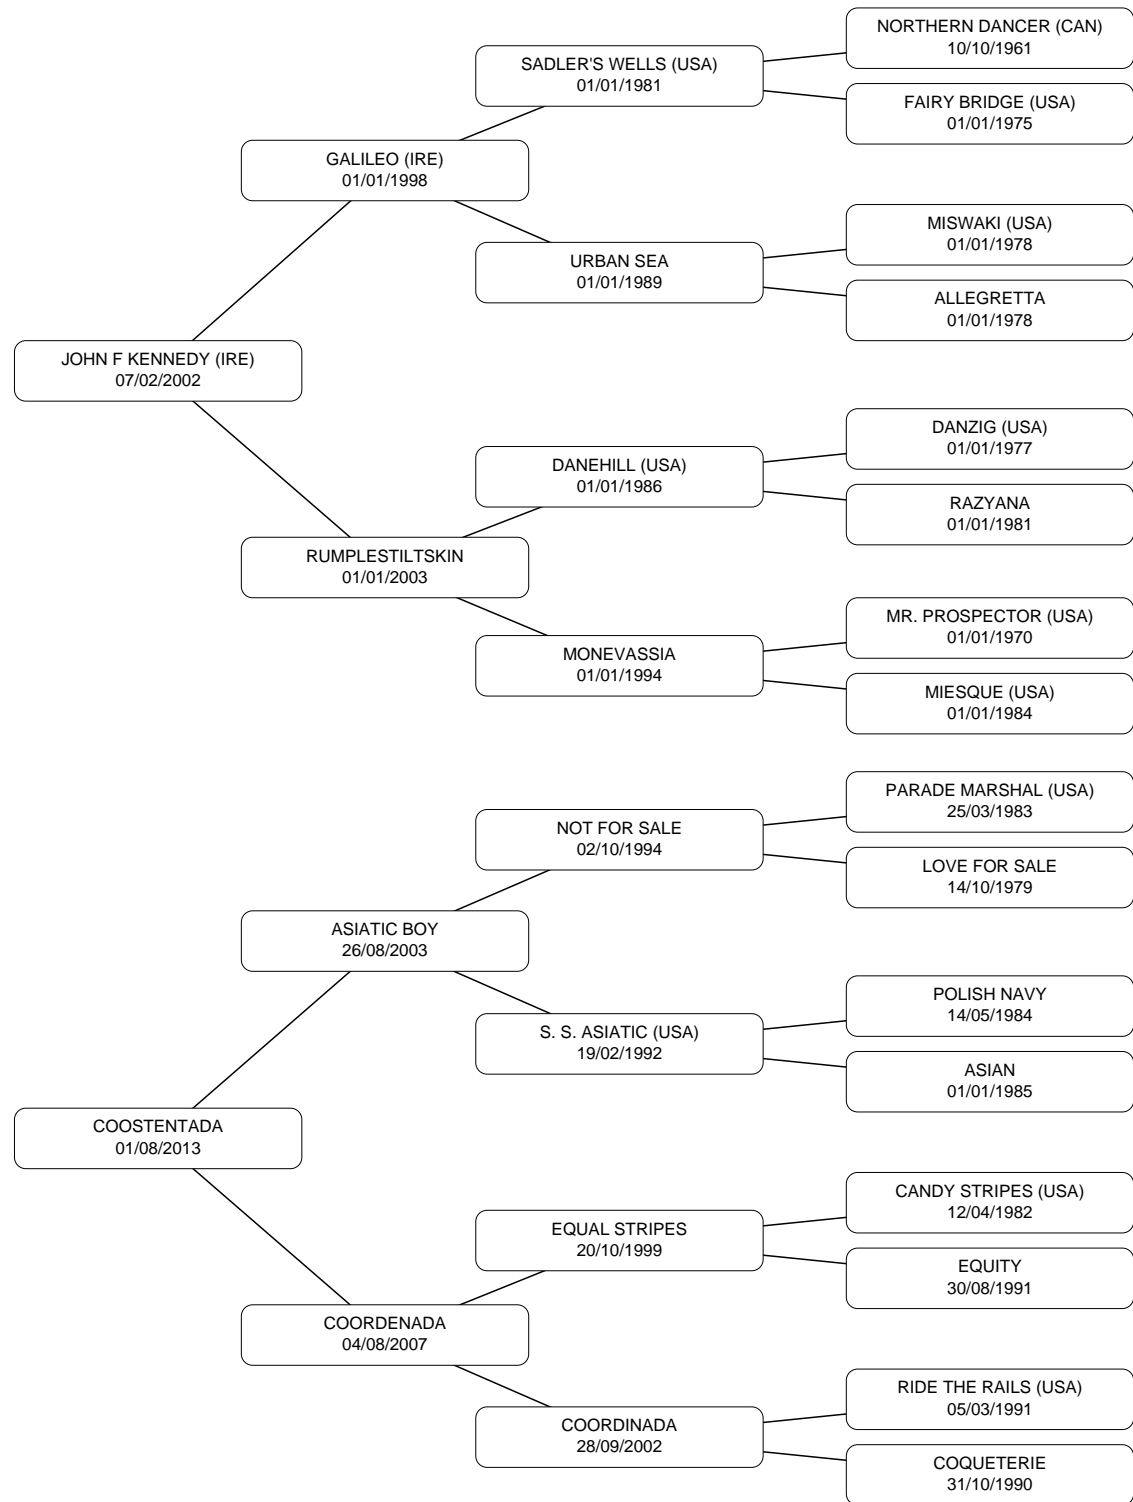 NORTHERN DANCER (CAN)
10/10/1961
SADLER'S WELLS (USA)
01/01/1981
FAIRY BRIDGE (USA)
01/01/1975
GALILEO (IRE)
01/01/1998
MISWAKI (USA)
01/01/1978
URBAN SEA
01/01/1989
ALLEGRETTA
01/01/1978
JOHN F KENNEDY (IRE)
07/02/2002
DANZIG (USA)
01/01/1977
DANEHILL (USA)
01/01/1986
RAZYANA
01/01/1981
RUMPLESTILTSKIN
01/01/2003
MR. PROSPECTOR (USA)
01/01/1970
MONEVASSIA
01/01/1994
MIESQUE (USA)
01/01/1984
PARADE MARSHAL (USA)
25/03/1983
NOT FOR SALE
02/10/1994
LOVE FOR SALE
14/10/1979
ASIATIC BOY
26/08/2003
POLISH NAVY
14/05/1984
S. S. ASIATIC (USA)
19/02/1992
ASIAN
01/01/1985
COOSTENTADA
01/08/2013
CANDY STRIPES (USA)
12/04/1982
EQUAL STRIPES
20/10/1999
EQUITY
30/08/1991
COORDENADA
04/08/2007
RIDE THE RAILS (USA)
05/03/1991
COORDINADA
28/09/2002
COQUETERIE
31/10/1990